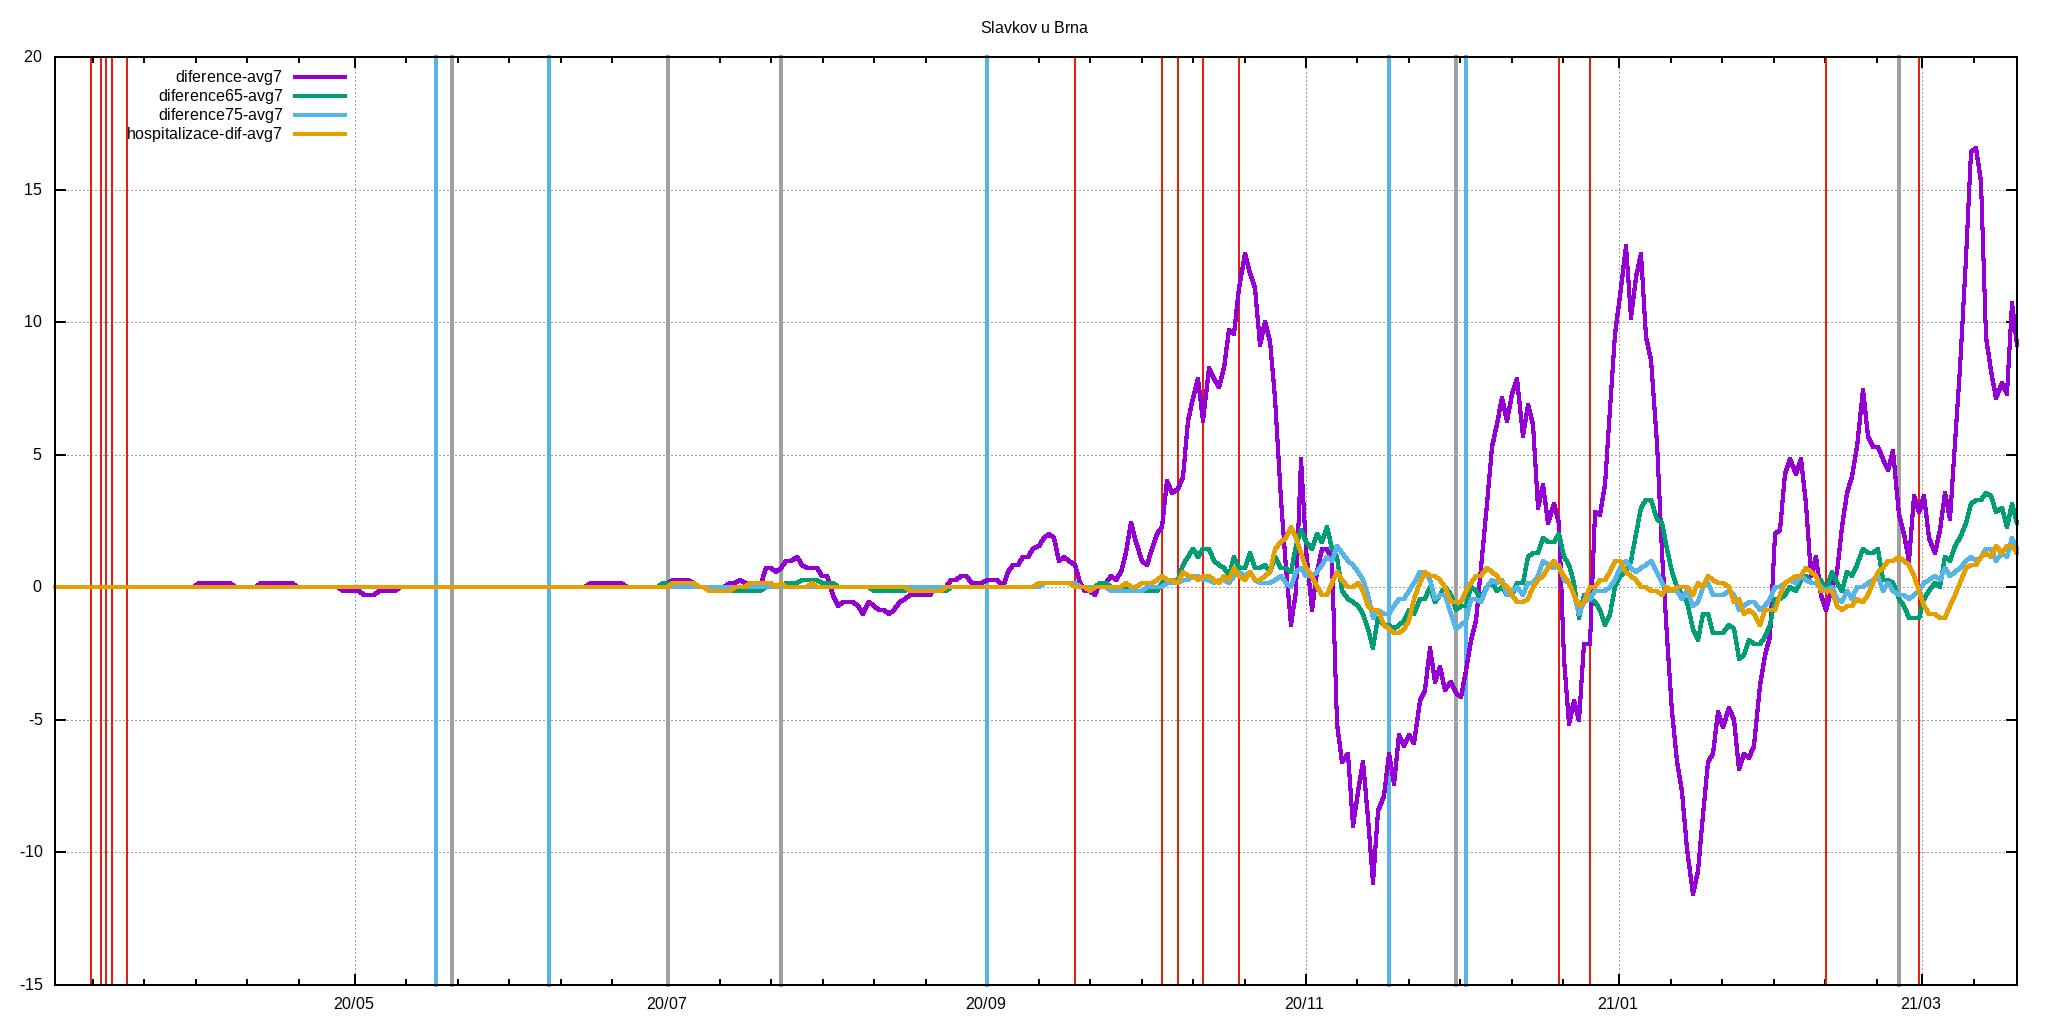 Slavkov u Brna
20
diference-avg7
diference65-avg7
diference75-avg7
hospitalizace-dif-avg7
15
10
5
0
-5
-10
-15
20/05 20/07 20/09 20/11 21/01 21/03